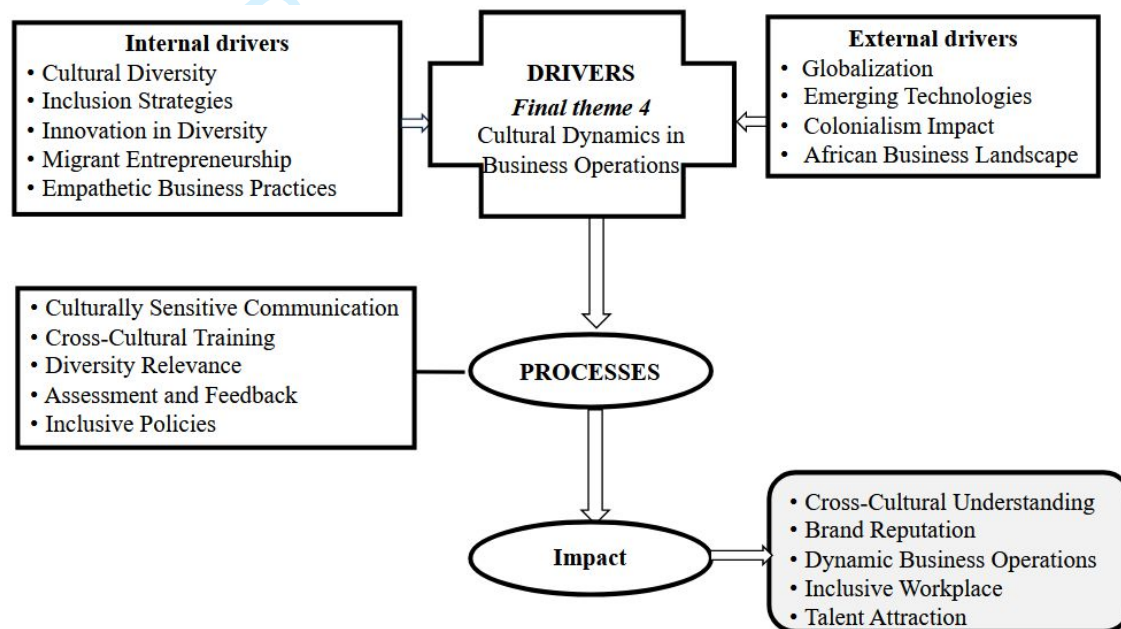 Internal drivers
• Cultural Diversity
• Inclusion Strategies
• Innovation in Diversity
• Migrant Entrepreneurship
• Empathetic Business Practices
DRIVERS
Final theme 4
Cultural Dynamics in
Business Operations
External drivers
• Globalization
• Emerging Technologies
• Colonialism Impact
• African Business Landscape
• Culturally Sensitive Communication
• Cross-Cultural Training
• Diversity Relevance
• Assessment and Feedback
• Inclusive Policies
PROCESSES
Impact
• Cross-Cultural Understanding
• Brand Reputation
• Dynamic Business Operations
• Inclusive Workplace
• Talent Attraction